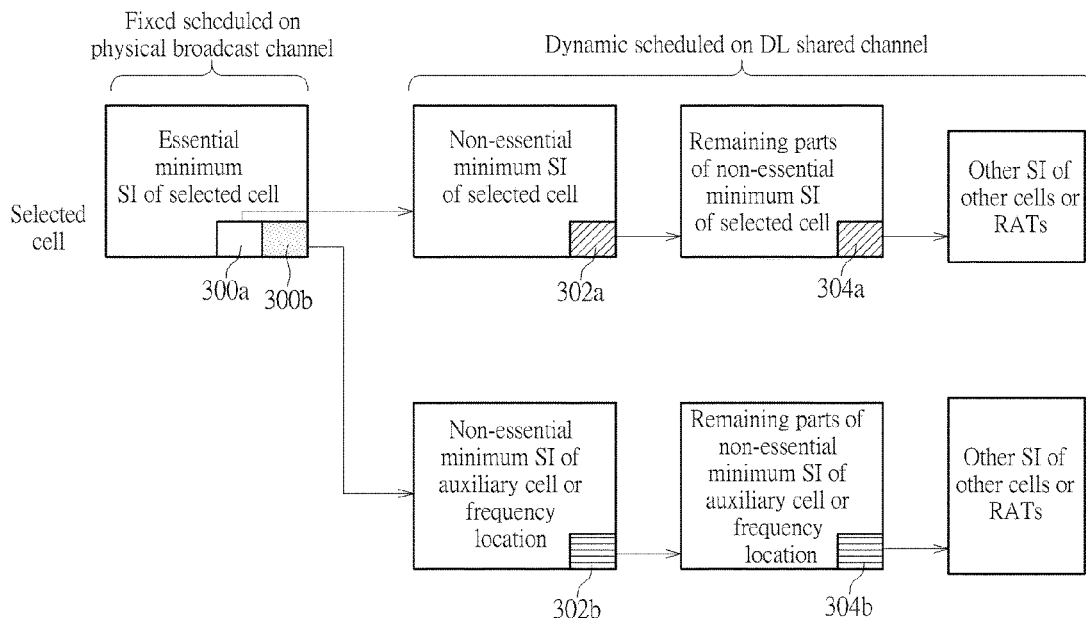 Fixed scheduled on
physical broadcast channel
Dynamic scheduled on DL shared channel
Selected
cell
Essential
minimum
SI of selected cell
300a
300b
Non-essential
minimum SI
of selected cell
302a
Remaining parts
of non-essential
minimum SI
of selected cell
304a
Other SI of
other cells or
RATs
Non-essential
minimum SI of
auxiliary cell or
frequency
location
302b
Remaining parts of
non-essential
minimum SI of
auxiliary cell or
frequency
location
304b
Other SI of
other cells or
RATs